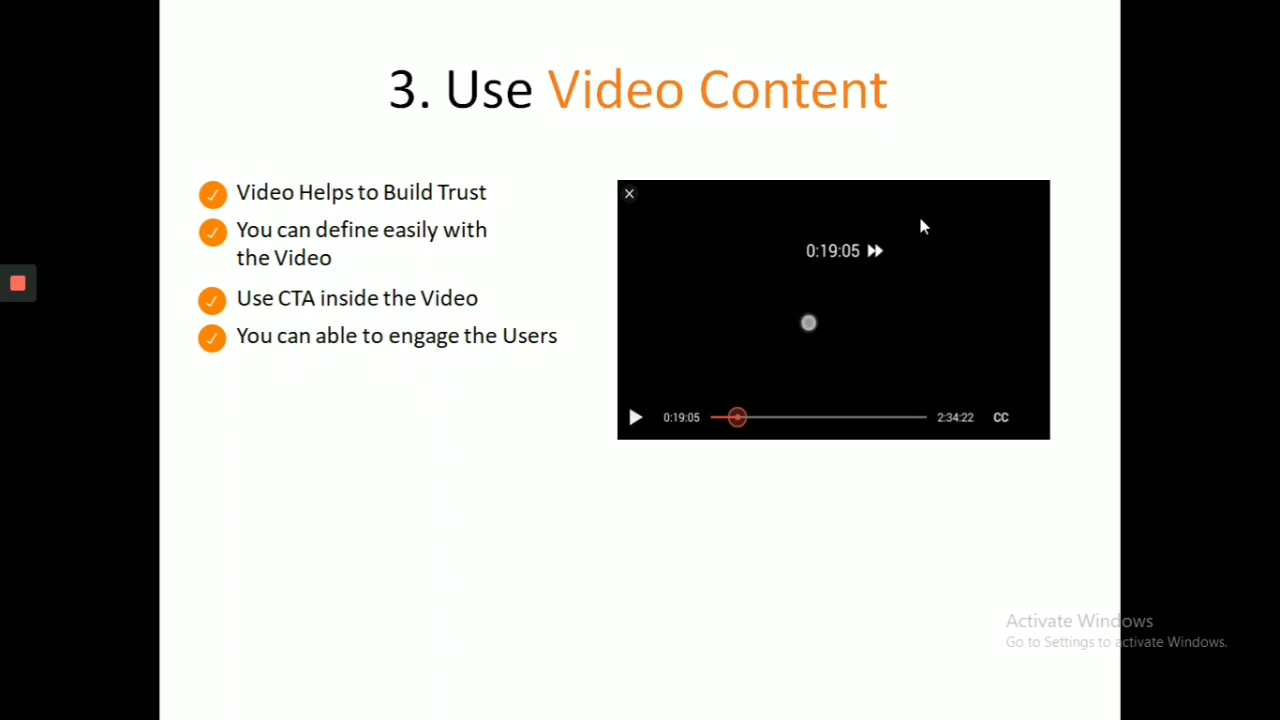 3. Use Video Content
Video Helps to Build Trust
You can define easily with
the Video
Use CTA inside the Video
You can able to engage the Users
0:19:05
0:19:05
2:34:22
CC
Activate Windows
Go to Settings to activate Windows.